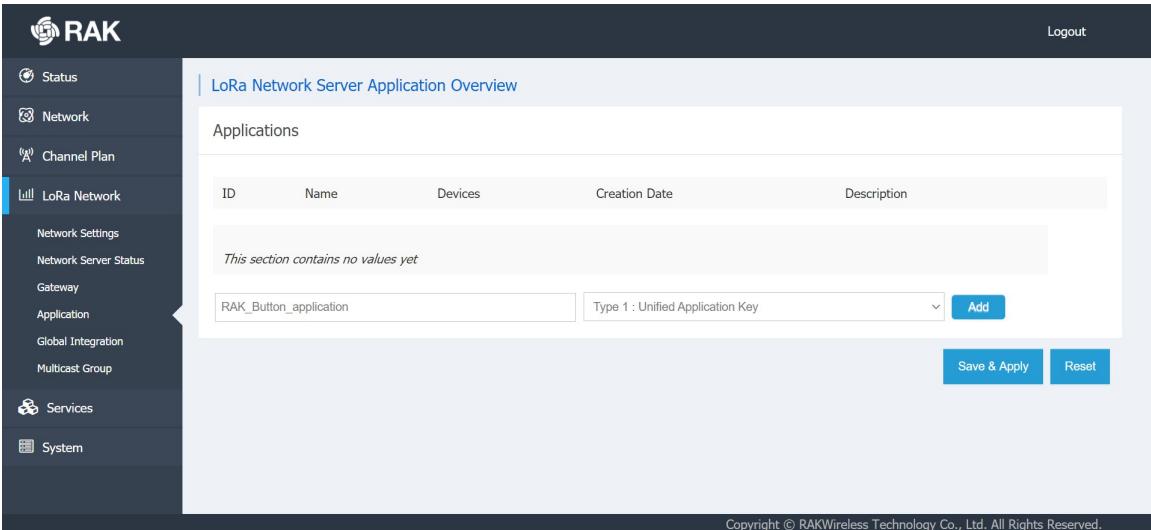 RAK
Logout
Status
Network
Channel Plan
LoRa Network
Network Settings
Network Server Status
Gateway
Application
Global Integration
Multicast Group
Services
System
LoRa Network Server Application Overview
Applications
ID Name Devices Creation Date Description
This section contains no values yet
RAK_Button_application Type 1 : Unified Application Key Add
Save & Apply Reset
Copyright © RAKWireless Technology Co., Ltd. All Rights Reserved.